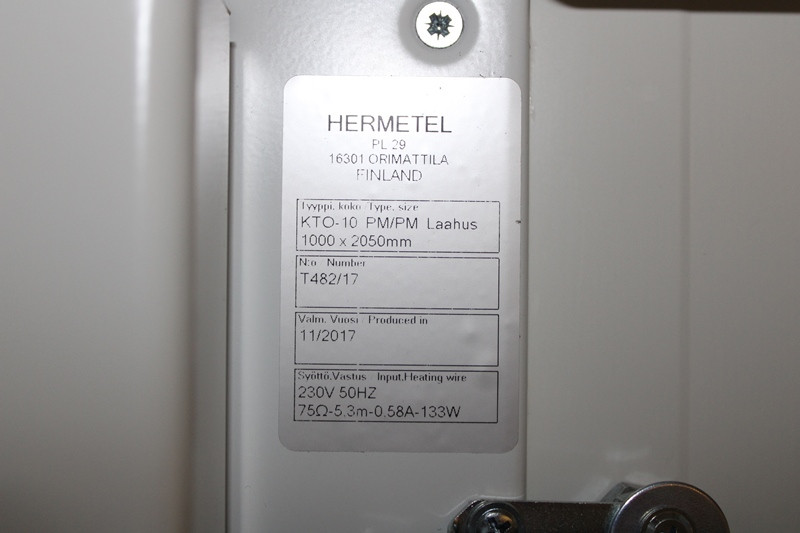 HERMETEL
PL 29
16301 ORIMATTILA
FINLAND
Tyyppi, koko Type, size
KTO-10 PM/PM Laahus
1000 x 2050mm
N:o Number
T482/17
Valm. Vuosi Produced in
11/2017
Syöttö,Vastus Input,Heating wire
230V 50HZ
75Ω-5,3m-0,58A-133W